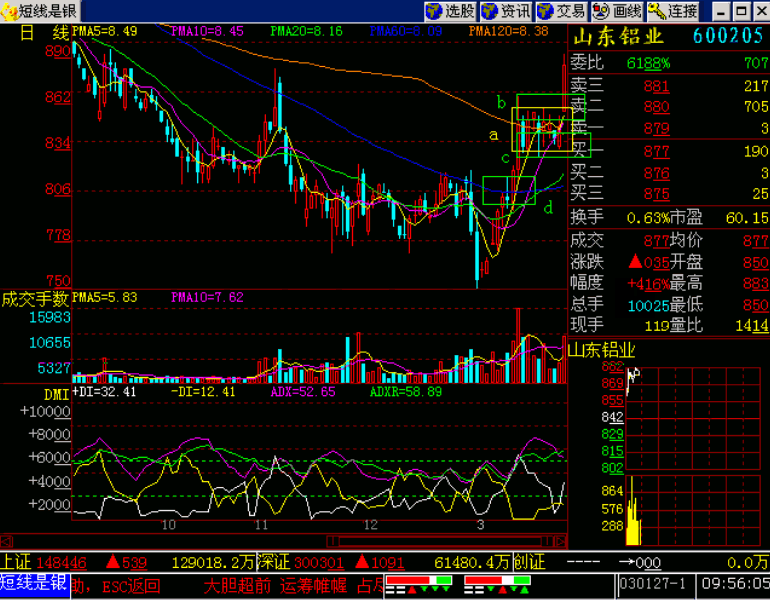 短线是银 选股 资讯 交易 画线 连接
日 线 PMA5=8.49 PMA10=8.45 PMA20=8.16 PMA60=8.09 PMA120=8.38
山东铝业 600205
890
862
834
806
778
750
b
a
c
d
委比 6188% 707
卖三 881 217
卖二 880 705
卖一 879 3
买一 877 190
买二 876 3
买三 875 25
换手 0.63% 市盈 60.15
成交 877 均价 877
涨跌 ▲035 开盘 850
幅度 +416% 最高 883
总手 10025 最低 850
现手 119 量比 1414
成交手数 PMA5=5.83 PMA10=7.62
15983
10655
5327
DMI +DI=32.41 -DI=12.41 ADX=52.65 ADXR=58.89
+10000
+8000
+6000
+4000
+2000
10 11 12 3
山东铝业
882
869
855
842
829
815
802
864
576
288
上证 148446 ▲539 129018.2万 深证 300301 ▲1091 61480.4万 创证 ---- →000 0.0万
短线是银 助，ESC返回 大胆超前 运筹帷幄 030127-1 09:56:05